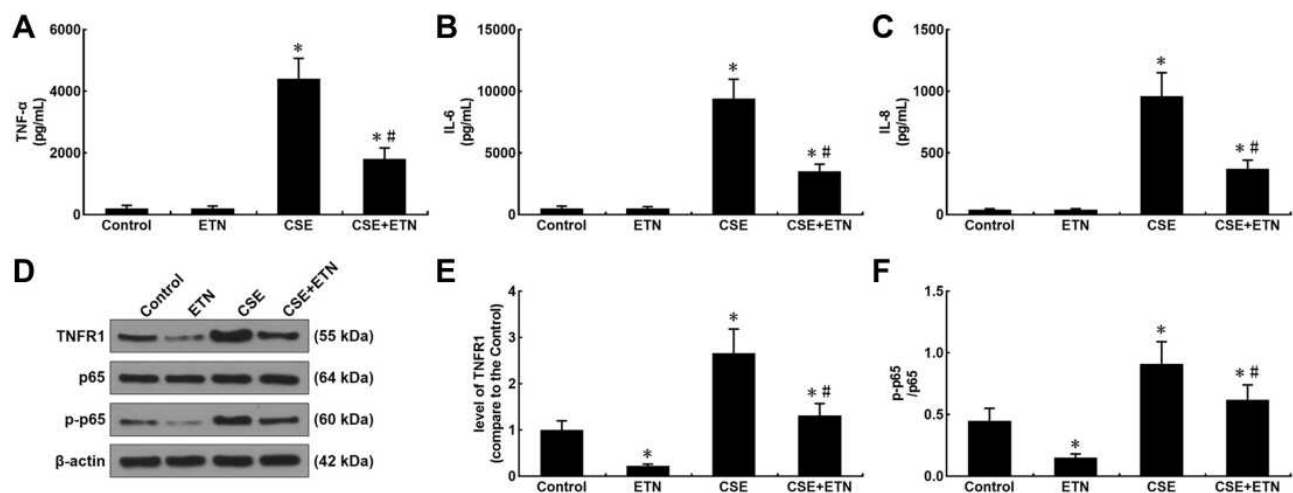 A
TNF-α
(pg/mL)
6000
4000
2000
0
*
* #
Control ETN CSE CSE+ETN
B
IL-6
(pg/mL)
15000
10000
5000
0
*
* #
Control ETN CSE CSE+ETN
C
IL-8
(pg/mL)
1500
1000
500
0
*
* #
Control ETN CSE CSE+ETN
D
Control ETN CSE CSE+ETN
TNFR1 (55 kDa)
p65 (64 kDa)
p-p65 (60 kDa)
β-actin (42 kDa)
E
level of TNFR1
(compare to the Control)
4
3
2
1
0
*
*
* #
Control ETN CSE CSE+ETN
F
p-p65
/p65
1.5
1.0
0.5
0.0
*
*
* #
Control ETN CSE CSE+ETN